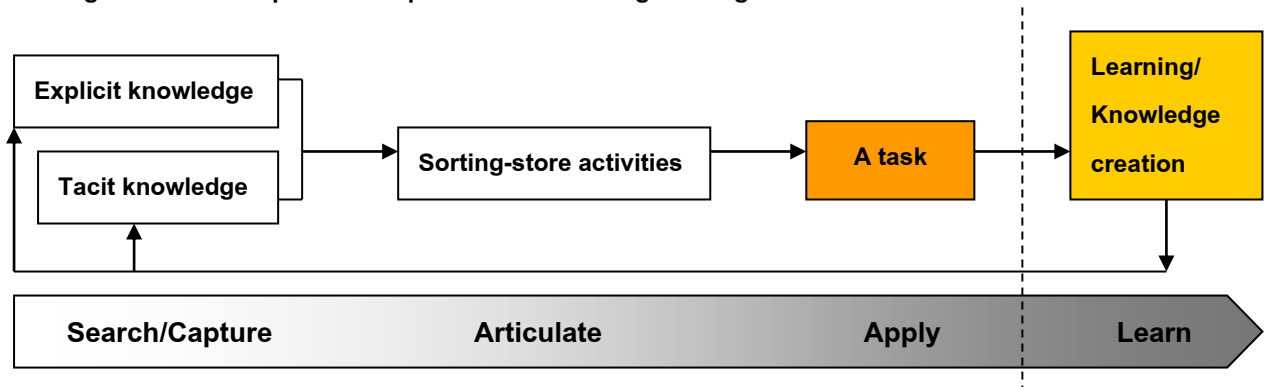 Explicit knowledge
Tacit knowledge
Sorting-store activities
A task
Learning/
Knowledge
creation
Search/Capture
Articulate
Apply
Learn